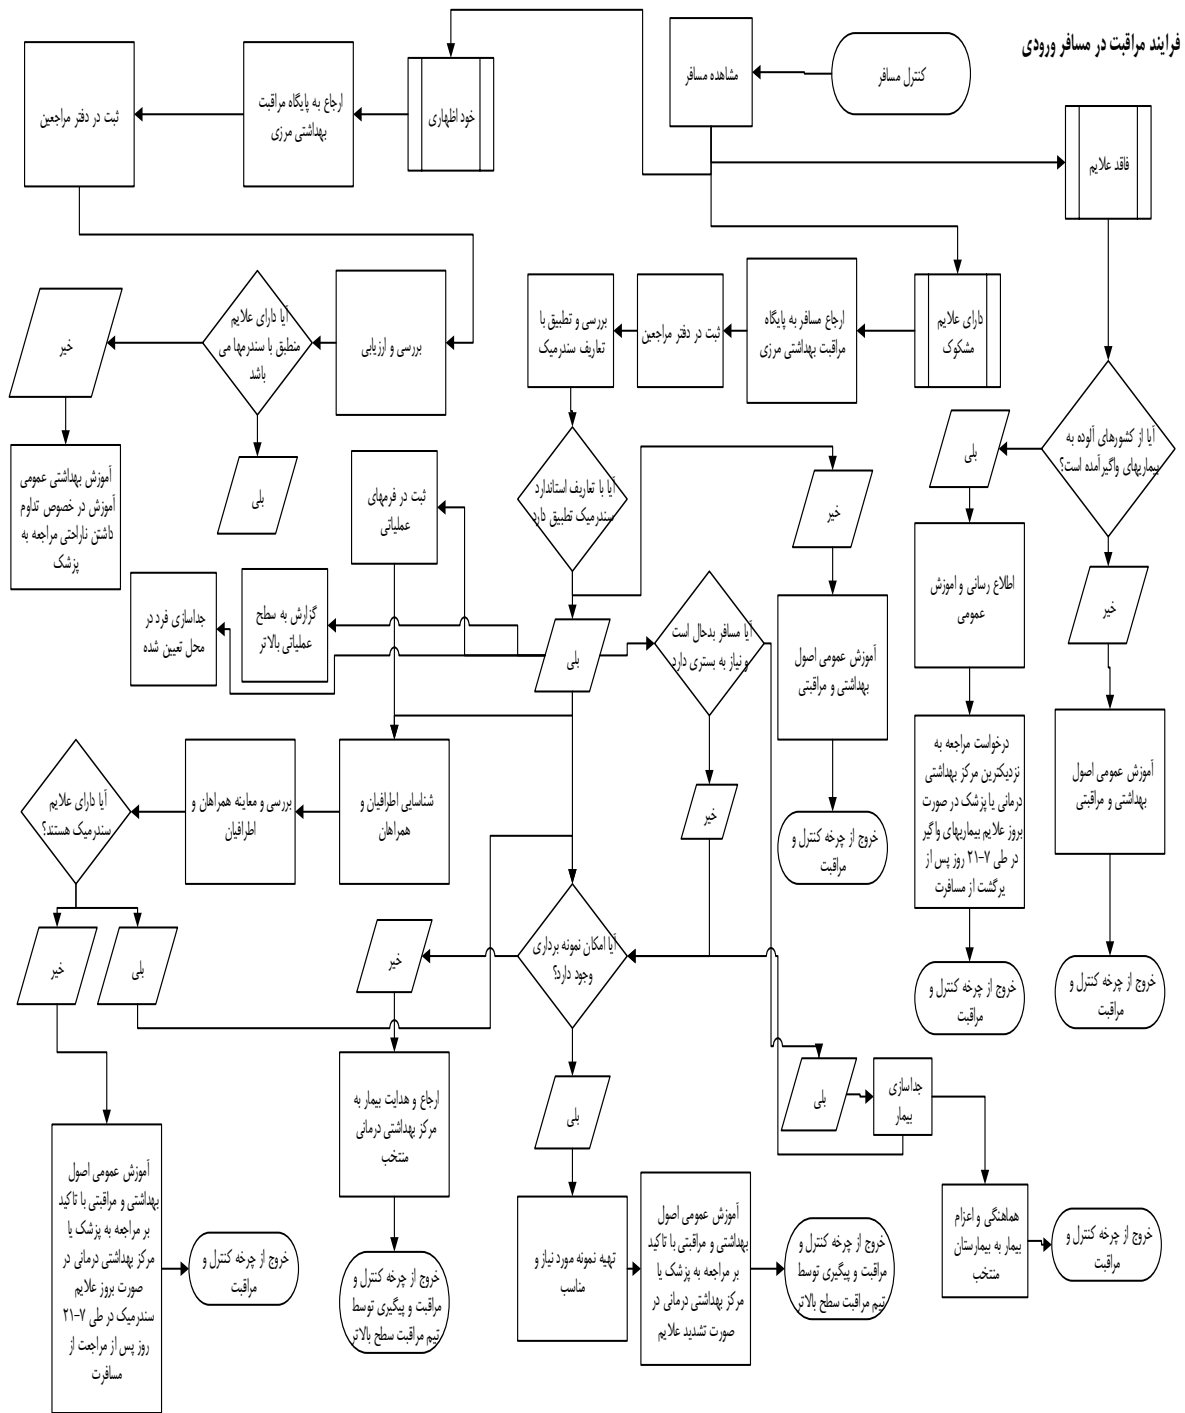 فرایند مراقبت در مسافر ورودی
کنترل مسافر
مشاهده مسافر
خود اظهاری
ارجاع به پایگاه مراقبت
بهداشتی مرزی
ثبت در دفتر مراجعین
فاقد علایم
دارای علایم
مشکوک
ارجاع مسافر به پایگاه
مراقبت بهداشتی مرزی
ثبت در دفتر مراجعین
بررسی و تطبیق با
تعاریف سندرمیک
بررسی و ارزیابی
آیا دارای علایم
منطبق با سندرمها می
باشد
خیر
بلی
آموزش بهداشتی عمومی
آموزش در خصوص تداوم
داشتن ناراحتی مراجعه به
پزشک
آیا از کشورهای آلوده به
بیماریهای واگیر آمده است؟
بلی
خیر
اطلاع رسانی و اموزش
عمومی
درخواست مراجعه به
نزدیکترین مرکز بهداشتی
درمانی یا پزشک در صورت
بروز علایم بیماریهای واگیر
در طی ۷-۲۱ روز پس از
برگشت از مسافرت
خروج از چرخه کنترل و
مراقبت
آموزش عمومی اصول
بهداشتی و مراقبتی
خروج از چرخه کنترل و
مراقبت
آیا با تعاریف استاندارد
سندرمیک تطبیق دارد
خیر
آموزش عمومی اصول
بهداشتی و مراقبتی
خروج از چرخه کنترل و
مراقبت
بلی
ثبت در فرمهای
عملیاتی
گزارش به سطح
عملیاتی بالاتر
جداسازی فرد در
محل تعیین شده
آیا مسافر بدحال است
و نیاز به بستری دارد
خیر
شناسایی اطرافیان و
همراهان
بررسی و معاینه همراهان و
اطرافیان
آیا دارای علایم
سندرمیک هستند؟
خیر
بلی
آیا امکان نمونه برداری
وجود دارد؟
خیر
بلی
ارجاع و هدایت بیمار به
مرکز بهداشتی درمانی
منتخب
خروج از چرخه کنترل و
مراقبت و پیگیری توسط
تیم مراقبت سطح بالاتر
بلی
جداسازی
بیمار
هماهنگی و اعزام
بیمار به بیمارستان
منتخب
خروج از چرخه کنترل و
مراقبت
تهیه نمونه مورد نیاز و
مناسب
آموزش عمومی اصول
بهداشتی و مراقبتی با تاکید
بر مراجعه به پزشک یا
مرکز بهداشتی درمانی در
صورت تشدید علایم
خروج از چرخه کنترل و
مراقبت و پیگیری توسط
تیم مراقبت سطح بالاتر
آموزش عمومی اصول
بهداشتی و مراقبتی با تاکید
بر مراجعه به پزشک یا
مرکز بهداشتی درمانی در
صورت بروز علایم
سندرمیک در طی ۷-۲۱
روز پس از مراجعت از
مسافرت
خروج از چرخه کنترل و
مراقبت